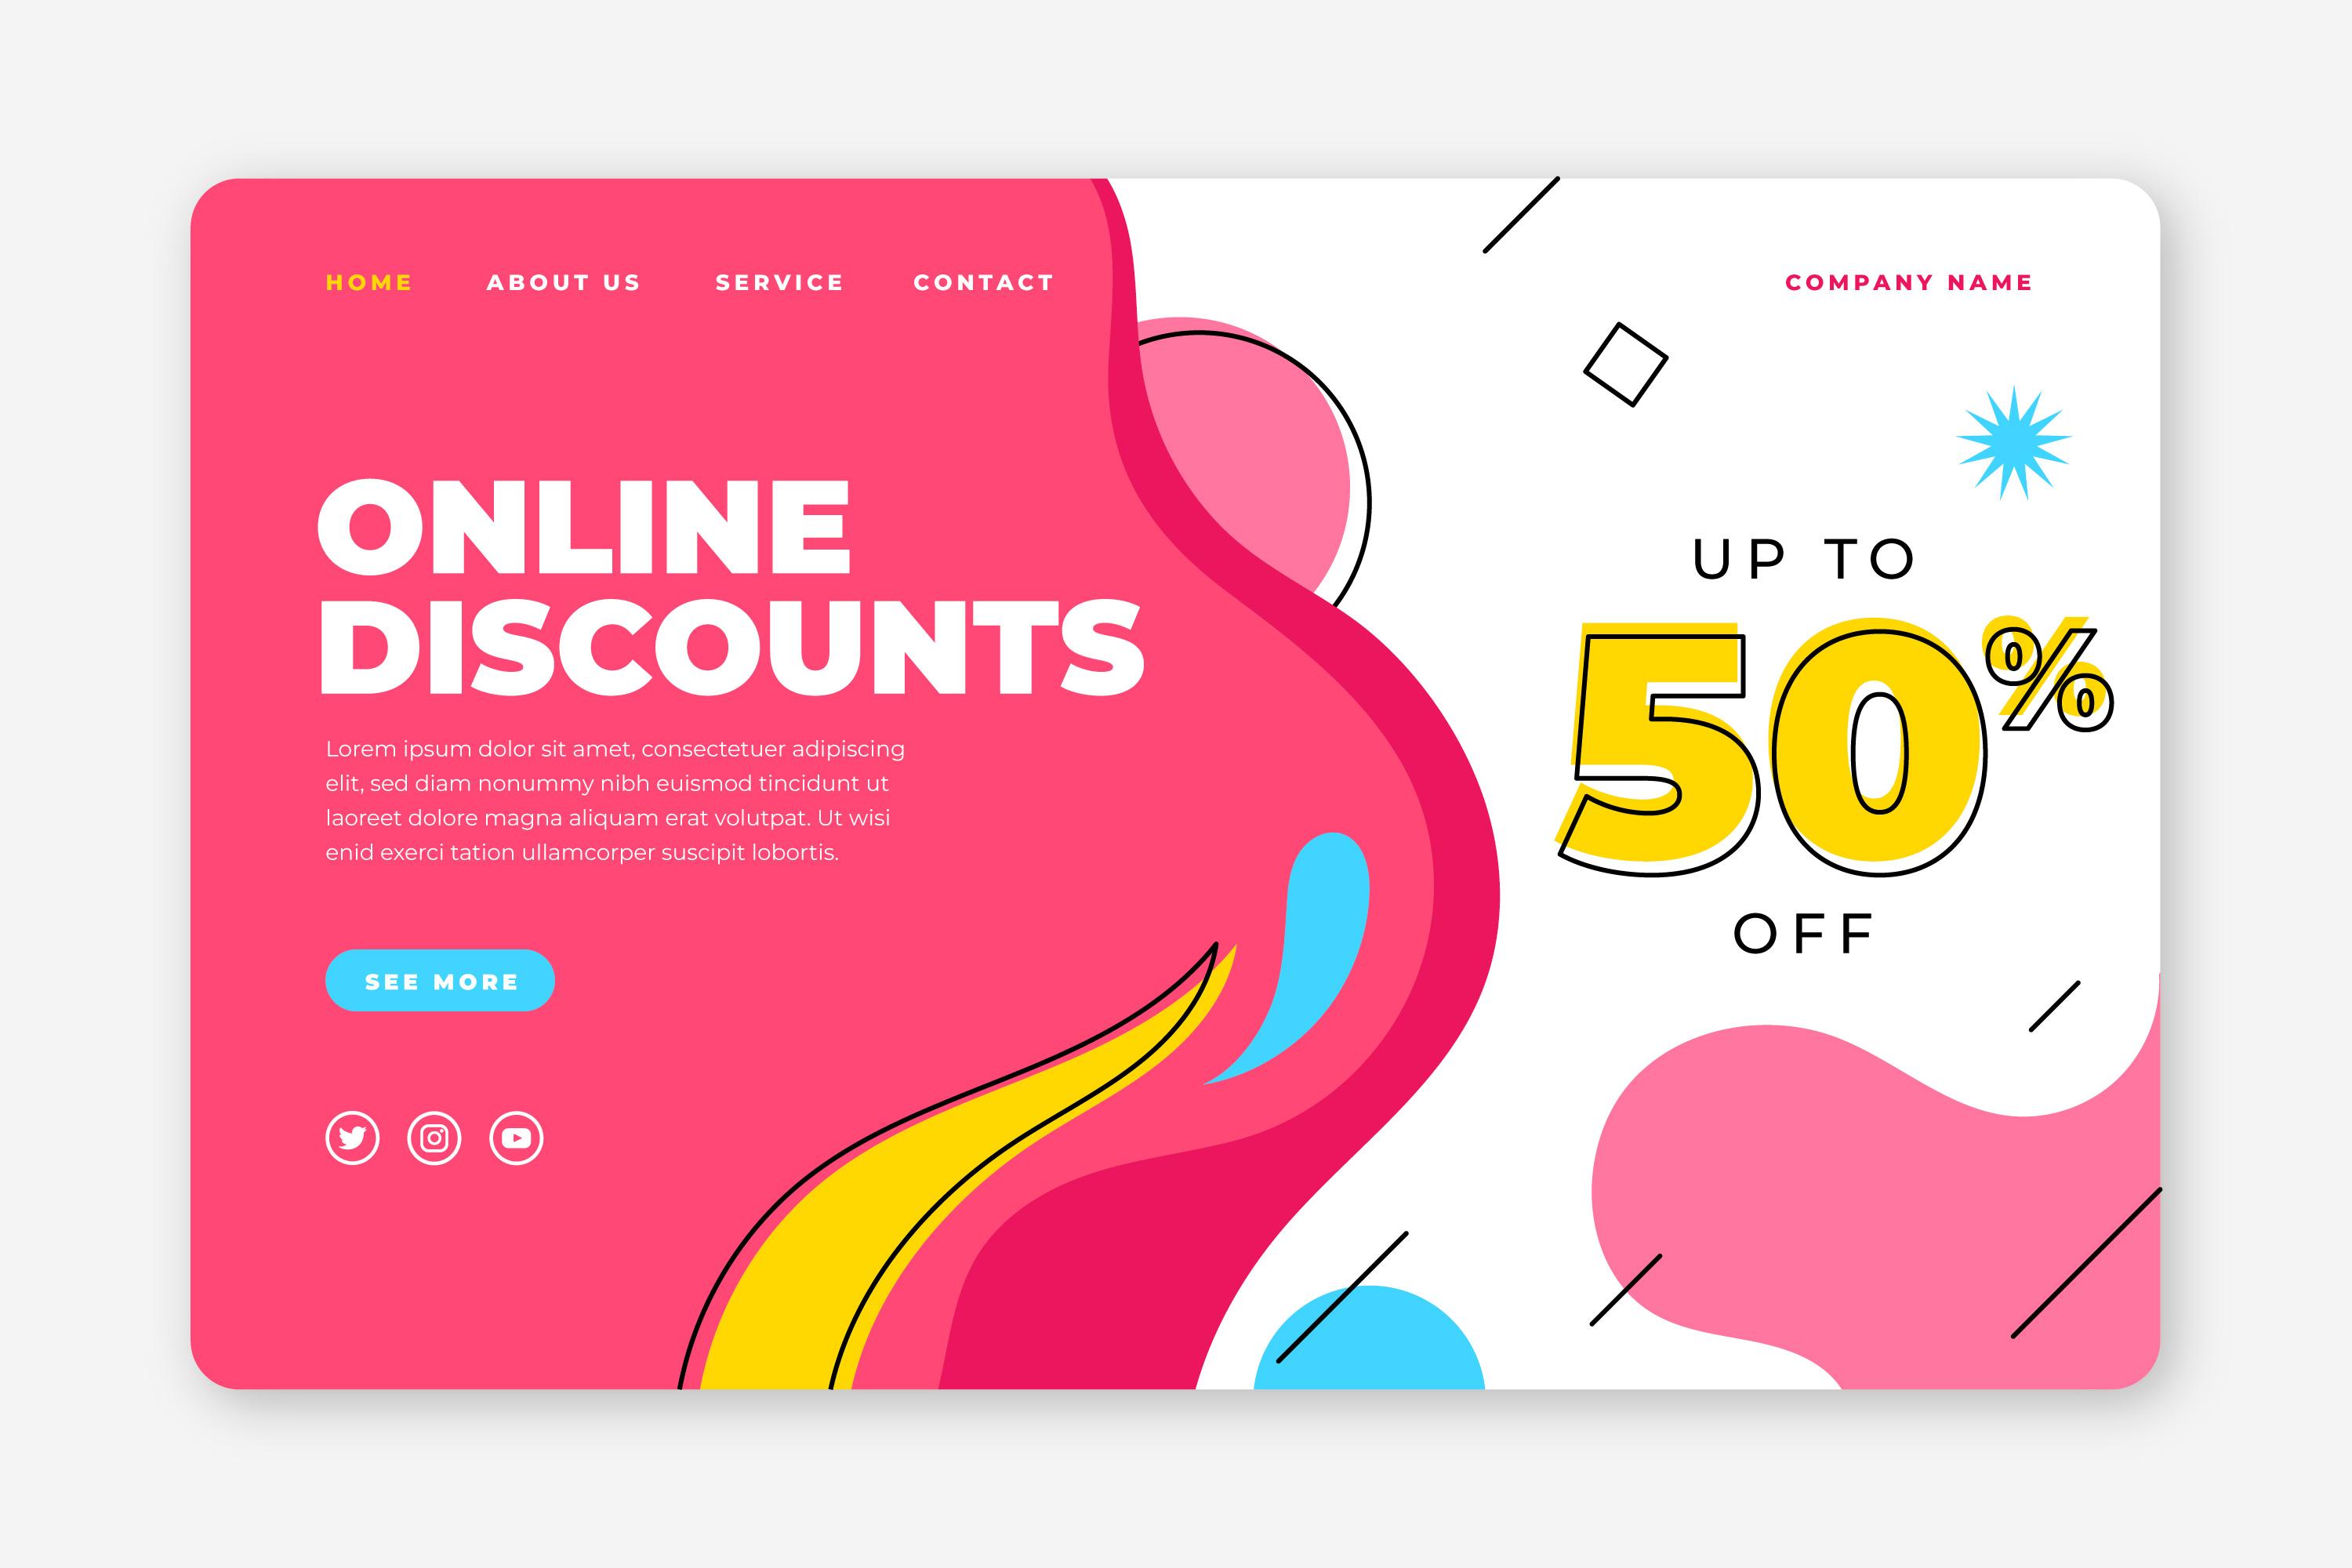 HOME ABOUT US SERVICE CONTACT
COMPANY NAME
ONLINE
DISCOUNTS
Lorem ipsum dolor sit amet, consectetuer adipiscing
elit, sed diam nonummy nibh euismod tincidunt ut
laoreet dolore magna aliquam erat volutpat. Ut wisi
enid exerci tation ullamcorper suscipit lobortis.
SEE MORE
UP TO
50%
OFF